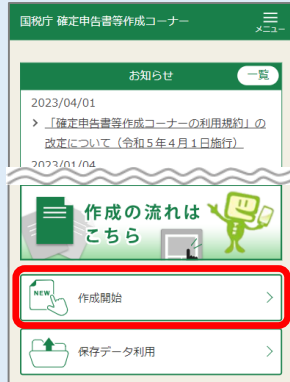 国税庁 確定申告書等作成コーナー
メニュー
お知らせ
一覧
2023/04/01
> 「確定申告書等作成コーナーの利用規約」の
改定について（令和５年４月１日施行）
2023/01/04
作成の流れは
こちら
NEW
作成開始
保存データ利用